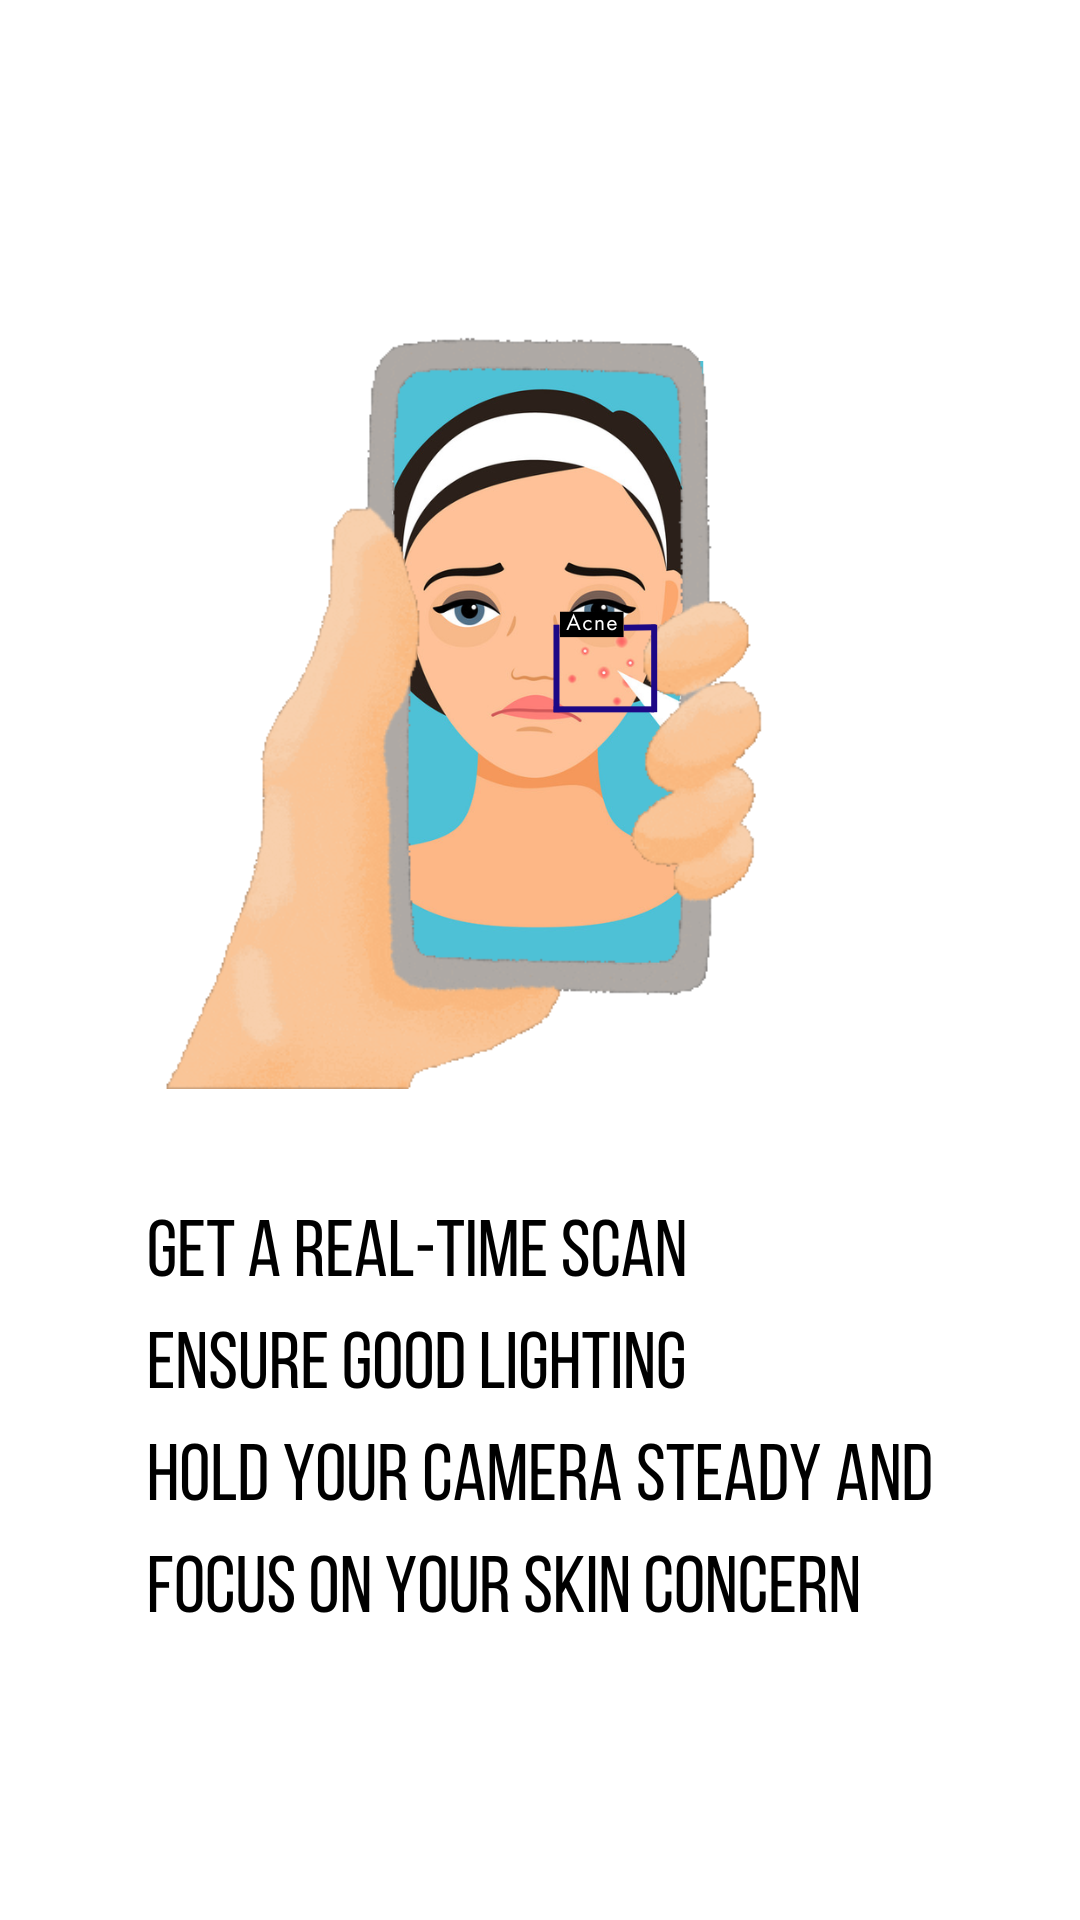 Acne
GET A REAL-TIME SCAN
ENSURE GOOD LIGHTING
HOLD YOUR CAMERA STEADY AND
FOCUS ON YOUR SKIN CONCERN